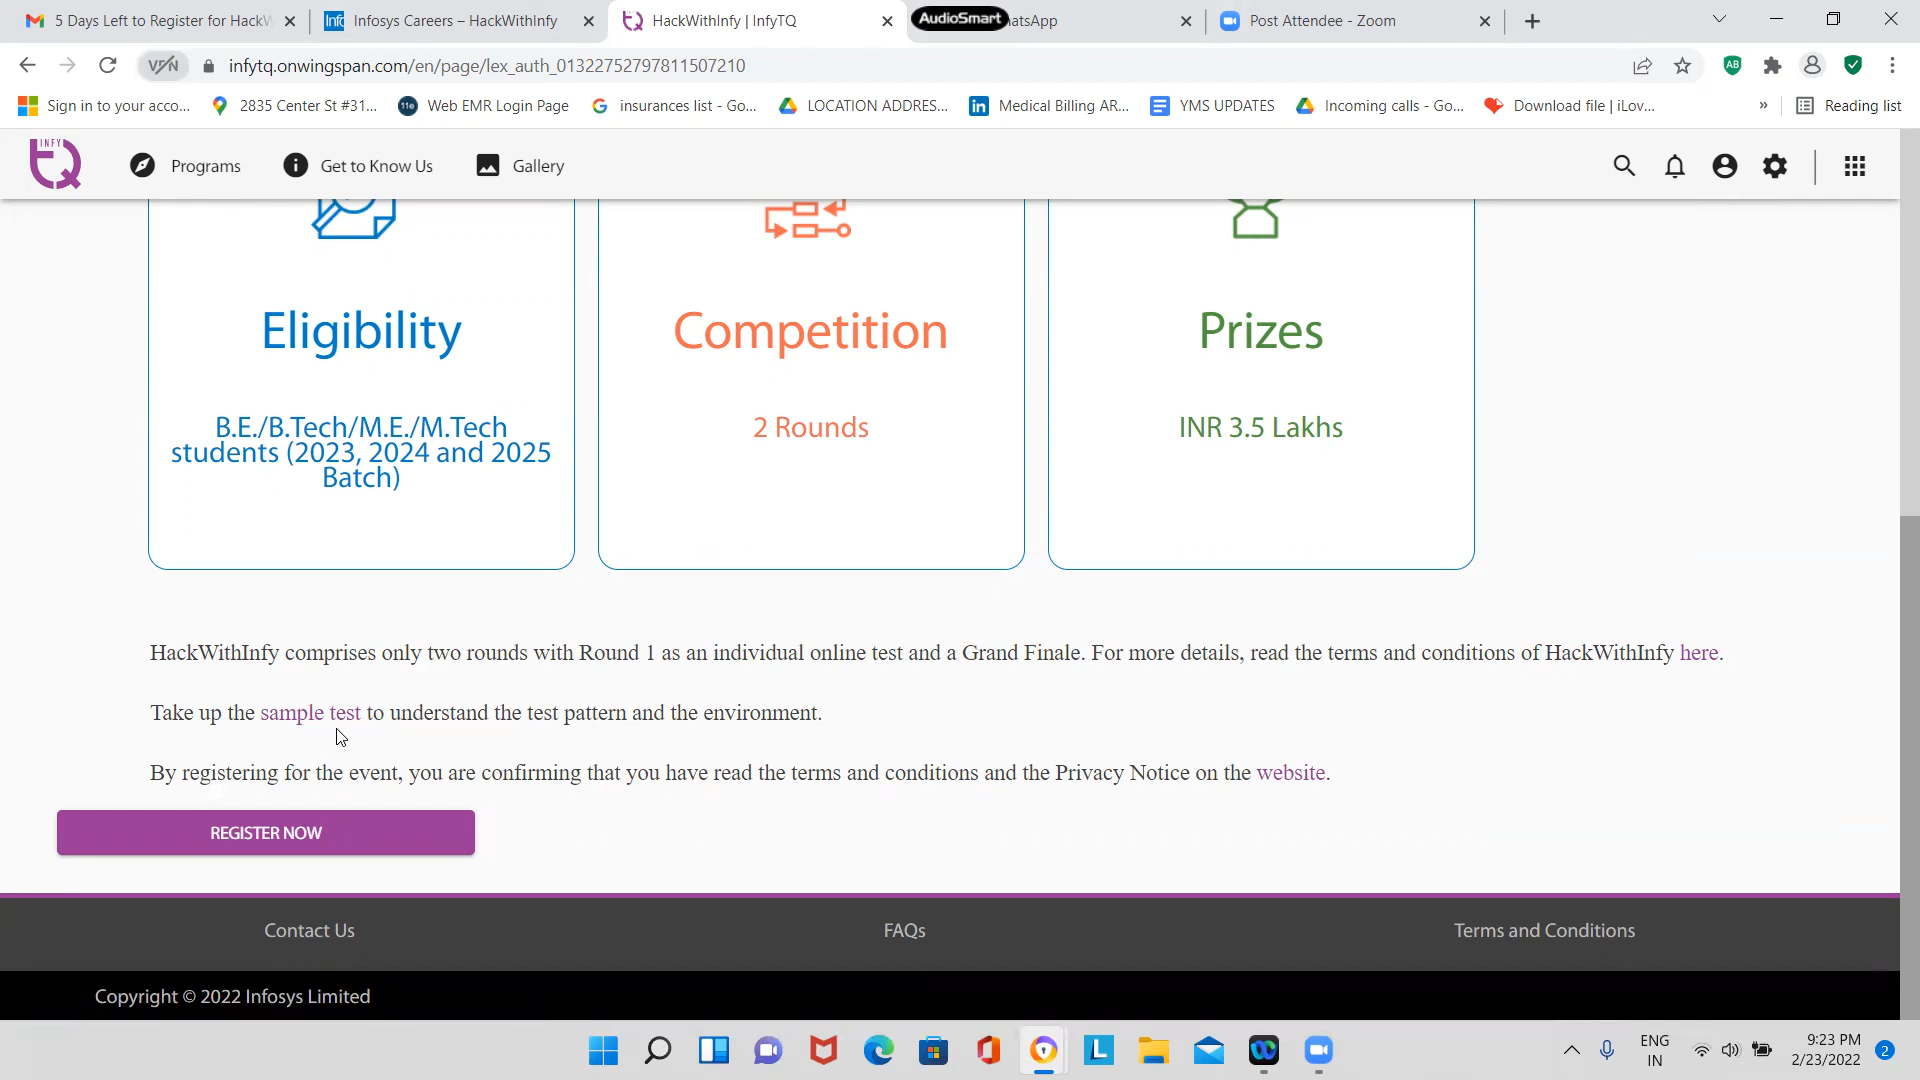 5 Days Left to Register for HackW
Infosys Careers – HackWithInfy
HackWithInfy | InfyTQ
AudioSmart
atsApp
Post Attendee - Zoom
VPN
infytq.onwingspan.com/en/page/lex_auth_01322752797811507210
Sign in to your acco...
2835 Center St #31...
Web EMR Login Page
insurances list - Go...
LOCATION ADDRES...
Medical Billing AR...
YMS UPDATES
Incoming calls - Go...
Download file | iLov...
»
Reading list
INFY
TQ
Programs
Get to Know Us
Gallery
Eligibility
B.E./B.Tech/M.E./M.Tech
students (2023, 2024 and 2025
Batch)
Competition
2 Rounds
Prizes
INR 3.5 Lakhs
HackWithInfy comprises only two rounds with Round 1 as an individual online test and a Grand Finale. For more details, read the terms and conditions of HackWithInfy here.
Take up the sample test to understand the test pattern and the environment.
By registering for the event, you are confirming that you have read the terms and conditions and the Privacy Notice on the website.
REGISTER NOW
Contact Us
FAQs
Terms and Conditions
Copyright © 2022 Infosys Limited
ENG
IN
9:23 PM
2/23/2022
2